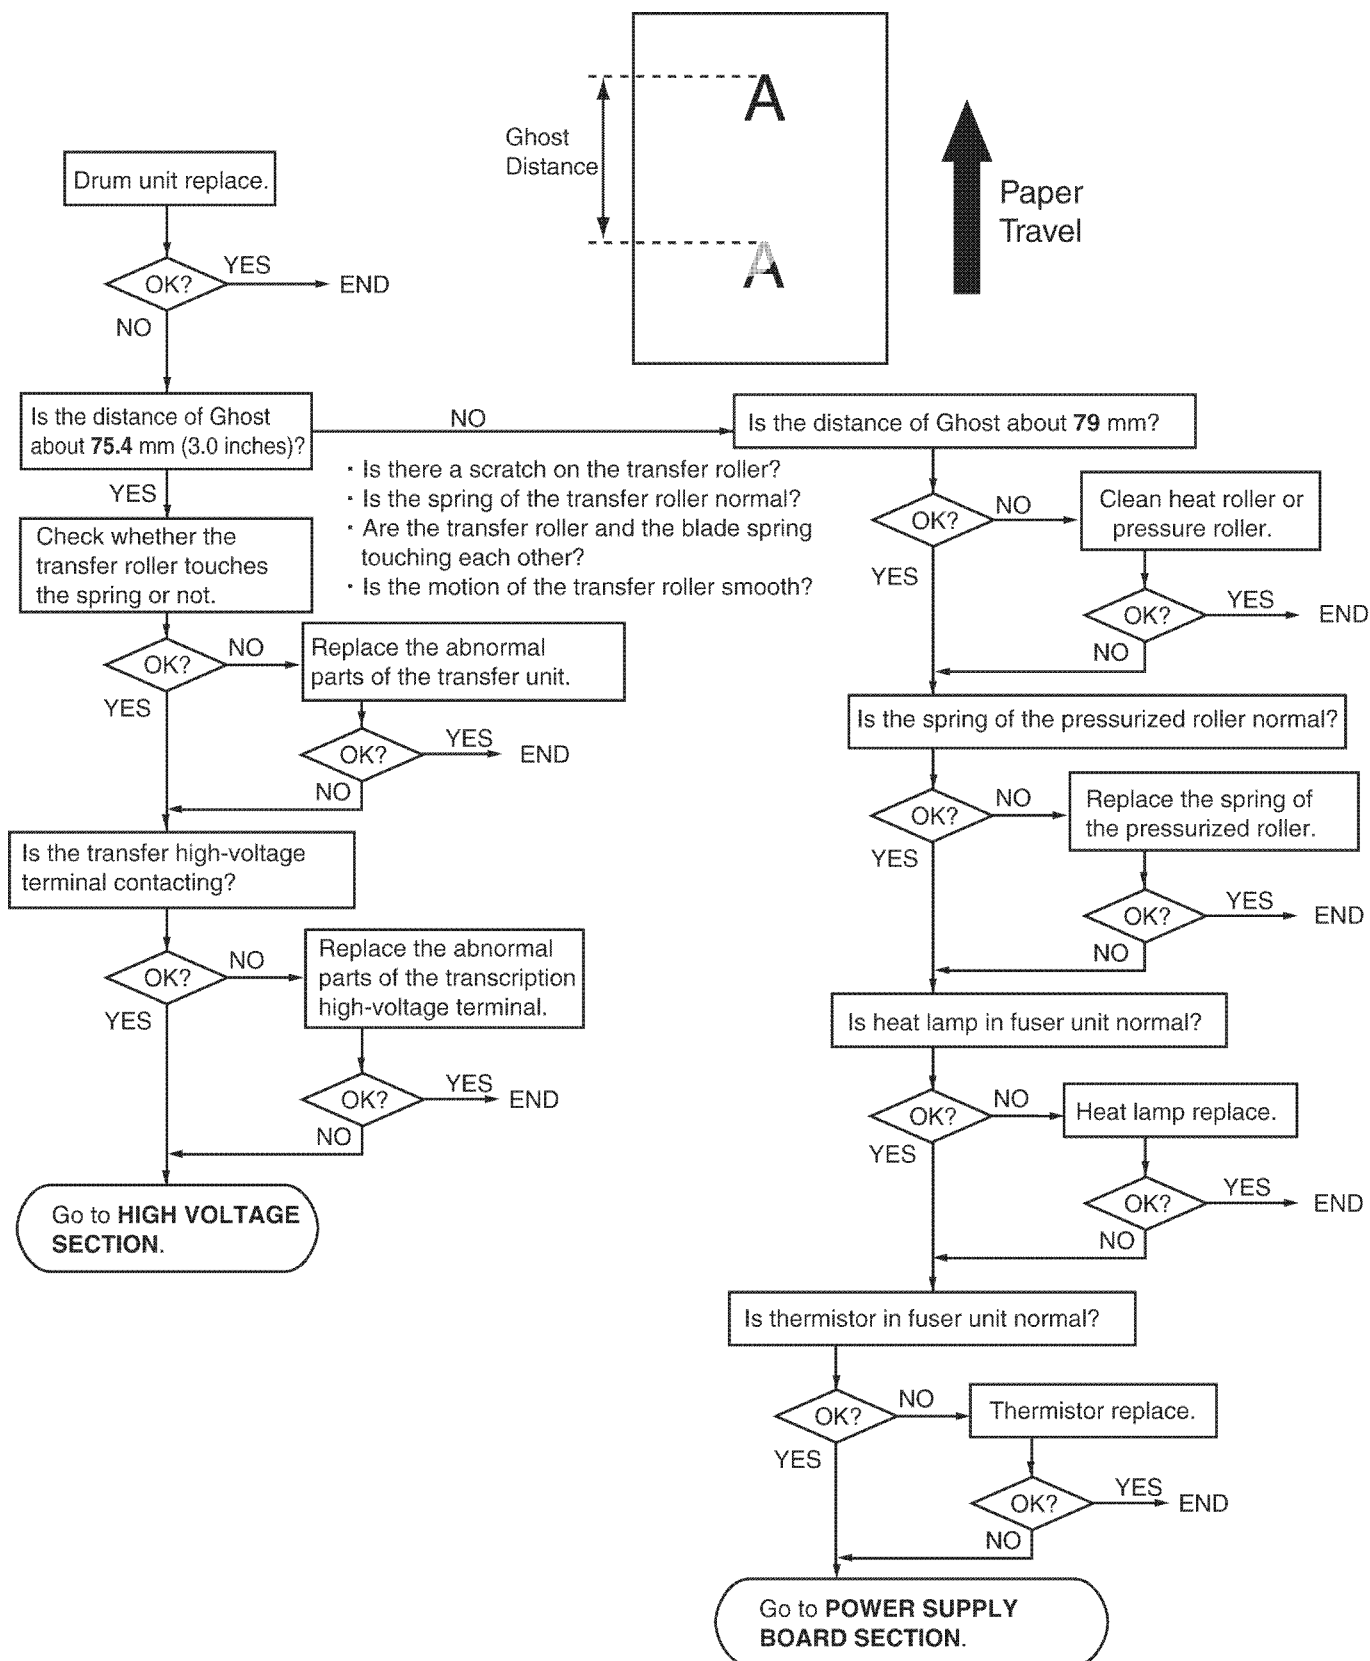 A
Ghost
Distance
A
Paper
Travel
Drum unit replace.
OK?
YES
END
NO
Is the distance of Ghost
about 75.4 mm (3.0 inches)?
NO
YES
Check whether the
transfer roller touches
the spring or not.
· Is there a scratch on the transfer roller?
· Is the spring of the transfer roller normal?
· Are the transfer roller and the blade spring
touching each other?
· Is the motion of the transfer roller smooth?
OK?
NO
Replace the abnormal
parts of the transfer unit.
YES
OK?
YES
END
NO
Is the transfer high-voltage
terminal contacting?
OK?
NO
Replace the abnormal
parts of the transcription
high-voltage terminal.
YES
OK?
YES
END
NO
Go to HIGH VOLTAGE
SECTION.
Is the distance of Ghost about 79 mm?
OK?
NO
Clean heat roller or
pressure roller.
YES
OK?
YES
END
NO
Is the spring of the pressurized roller normal?
OK?
NO
Replace the spring of
the pressurized roller.
YES
OK?
YES
END
NO
Is heat lamp in fuser unit normal?
OK?
NO
Heat lamp replace.
YES
OK?
YES
END
NO
Is thermistor in fuser unit normal?
OK?
NO
Thermistor replace.
YES
OK?
YES
END
NO
Go to POWER SUPPLY
BOARD SECTION.